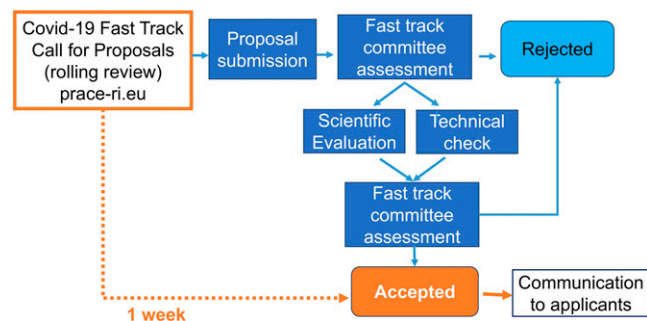 Covid-19 Fast Track
Call for Proposals
(rolling review)
prace-ri.eu
Proposal
submission
Fast track
committee
assessment
Rejected
Scientific
Evaluation
Technical
check
Fast track
committee
assessment
Accepted
Communication
to applicants
1 week